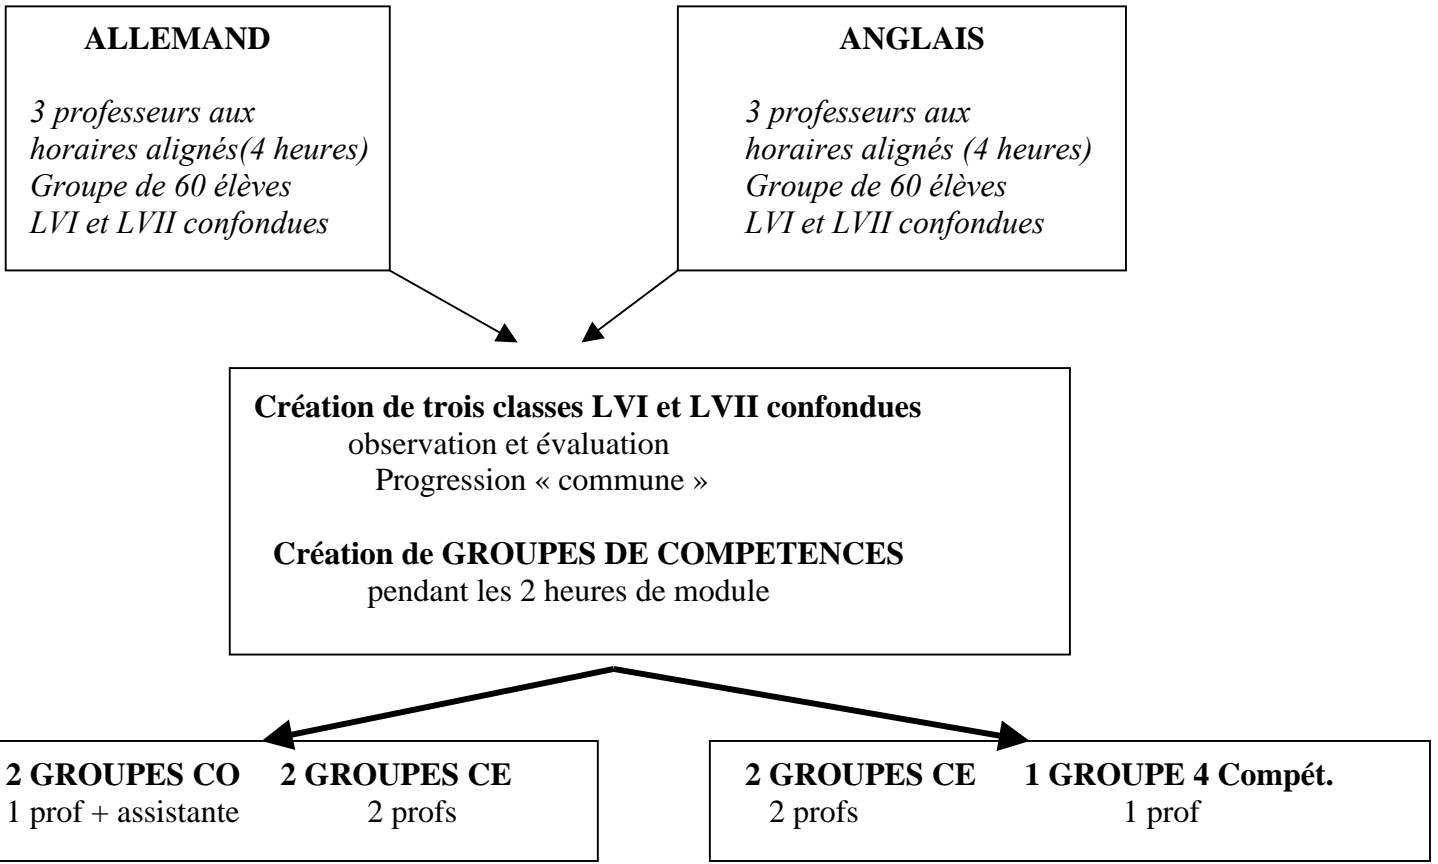 ALLEMAND
3 professeurs aux
horaires alignés(4 heures)
Groupe de 60 élèves
LVI et LVII confondues
ANGLAIS
3 professeurs aux
horaires alignés (4 heures)
Groupe de 60 élèves
LVI et LVII confondues
Création de trois classes LVI et LVII confondues
observation et évaluation
Progression « commune »
Création de GROUPES DE COMPETENCES
pendant les 2 heures de module
2 GROUPES CO 2 GROUPES CE
1 prof + assistante 2 profs
2 GROUPES CE 1 GROUPE 4 Compét.
2 profs 1 prof